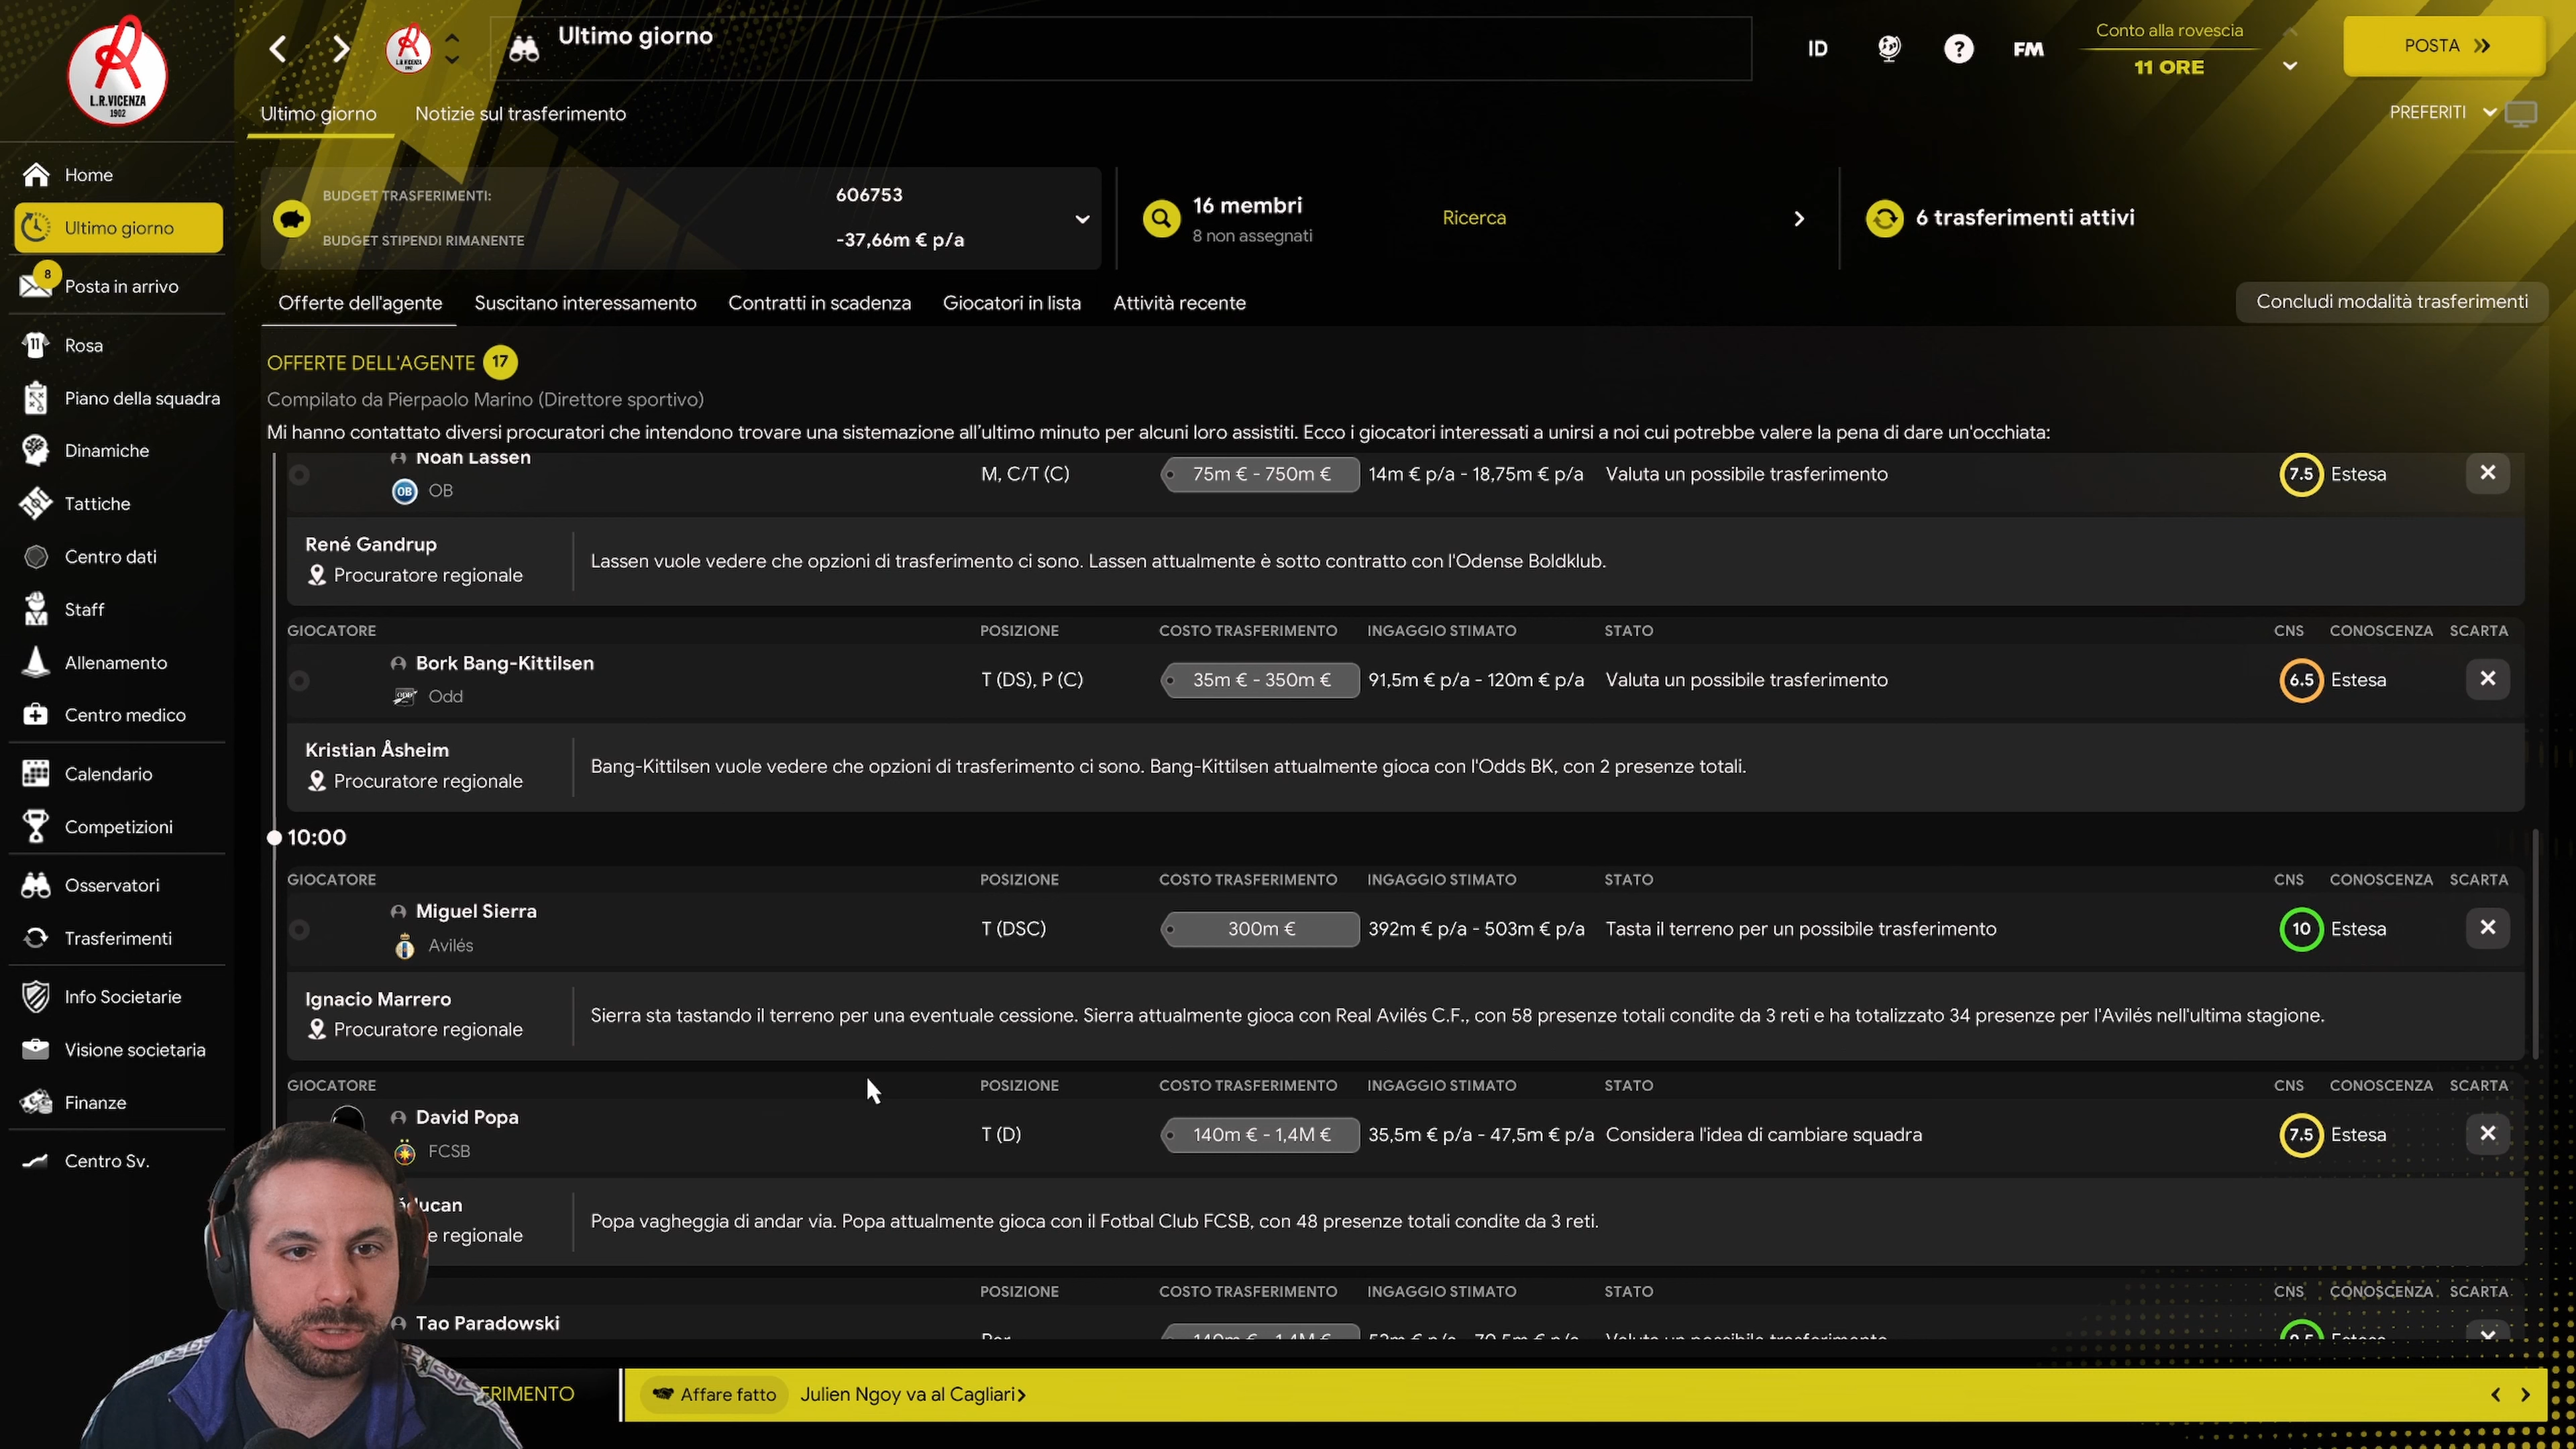 L.R.VICENZA
1902
Ultimo giorno
ID
FM
Conto alla rovescia
11 ORE
POSTA
Ultimo giorno
Notizie sul trasferimento
PREFERITI
Home
Ultimo giorno
8
Posta in arrivo
Rosa
Piano della squadra
Dinamiche
Tattiche
Centro dati
Staff
Allenamento
Centro medico
Calendario
Competizioni
Osservatori
Trasferimenti
Info Societarie
Visione societaria
Finanze
Centro Sv.
BUDGET TRASFERIMENTI: 606753
BUDGET STIPENDI RIMANENTE -37,66m € p/a
16 membri
8 non assegnati
Ricerca
6 trasferimenti attivi
Offerte dell'agente Suscitano interessamento Contratti in scadenza Giocatori in lista Attività recente
Concludi modalità trasferimenti
OFFERTE DELL'AGENTE 17
Compilato da Pierpaolo Marino (Direttore sportivo)
Mi hanno contattato diversi procuratori che intendono trovare una sistemazione all'ultimo minuto per alcuni loro assistiti. Ecco i giocatori interessati a unirsi a noi cui potrebbe valere la pena di dare un'occhiata:
Noah Lassen
OB
M, C/T (C) 75m € - 750m € 14m € p/a - 18,75m € p/a Valuta un possibile trasferimento 7.5 Estesa
René Gandrup
Procuratore regionale
Lassen vuole vedere che opzioni di trasferimento ci sono. Lassen attualmente è sotto contratto con l'Odense Boldklub.
GIOCATORE POSIZIONE COSTO TRASFERIMENTO INGAGGIO STIMATO STATO CNS CONOSCENZA SCARTA
Bork Bang-Kittilsen
Odd
T (DS), P (C) 35m € - 350m € 91,5m € p/a - 120m € p/a Valuta un possibile trasferimento 6.5 Estesa
Kristian Åsheim
Procuratore regionale
Bang-Kittilsen vuole vedere che opzioni di trasferimento ci sono. Bang-Kittilsen attualmente gioca con l'Odds BK, con 2 presenze totali.
10:00
GIOCATORE POSIZIONE COSTO TRASFERIMENTO INGAGGIO STIMATO STATO CNS CONOSCENZA SCARTA
Miguel Sierra
Avilés
T (DSC) 300m € 392m € p/a - 503m € p/a Tasta il terreno per un possibile trasferimento 10 Estesa
Ignacio Marrero
Procuratore regionale
Sierra sta tastando il terreno per una eventuale cessione. Sierra attualmente gioca con Real Avilés C.F., con 58 presenze totali condite da 3 reti e ha totalizzato 34 presenze per l'Avilés nell'ultima stagione.
GIOCATORE POSIZIONE COSTO TRASFERIMENTO INGAGGIO STIMATO STATO CNS CONOSCENZA SCARTA
David Popa
FCSB
T (D) 140m € - 1,4M € 35,5m € p/a - 47,5m € p/a Considera l'idea di cambiare squadra 7.5 Estesa
ducan
e regionale
Popa vagheggia di andar via. Popa attualmente gioca con il Fotbal Club FCSB, con 48 presenze totali condite da 3 reti.
POSIZIONE COSTO TRASFERIMENTO INGAGGIO STIMATO STATO CNS CONOSCENZA SCARTA
Tao Paradowski
Por 140m € - 1,4M € Valuta un possibile trasferimento Estesa
ERIMENTO
Affare fatto
Julien Ngoy va al Cagliari